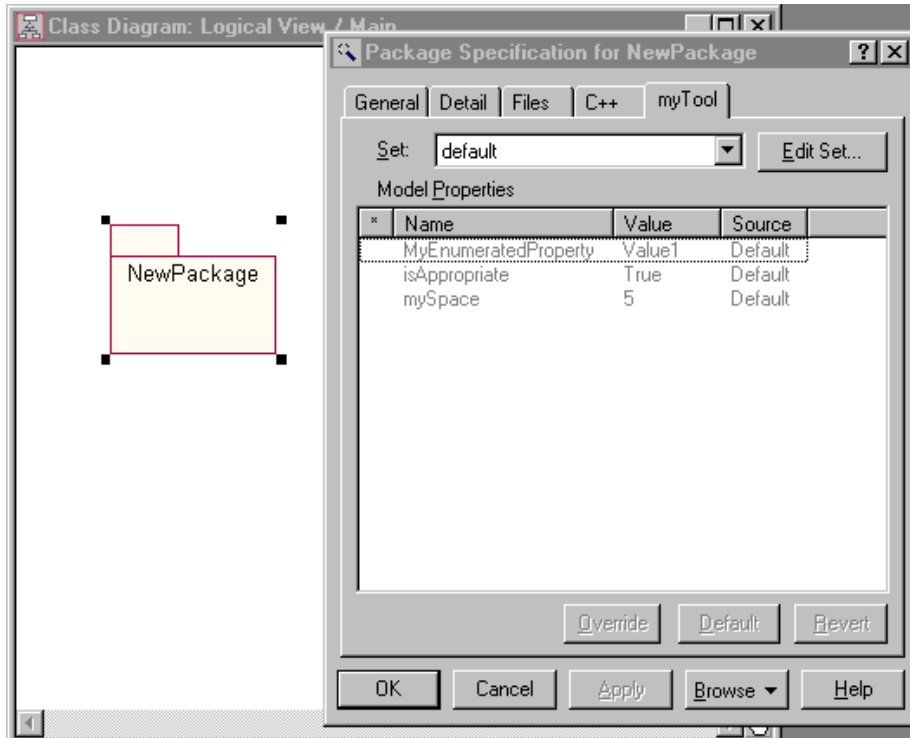 Class Diagram: Logical View / Main
Package Specification for NewPackage
General Detail Files C++ myTool
Set: default Edit Set...
Model Properties
* Name Value Source
MyEnumeratedProperty Value1 Default
isAppropriate True Default
mySpace 5 Default
NewPackage
Override Default Revert
OK Cancel Apply Browse Help